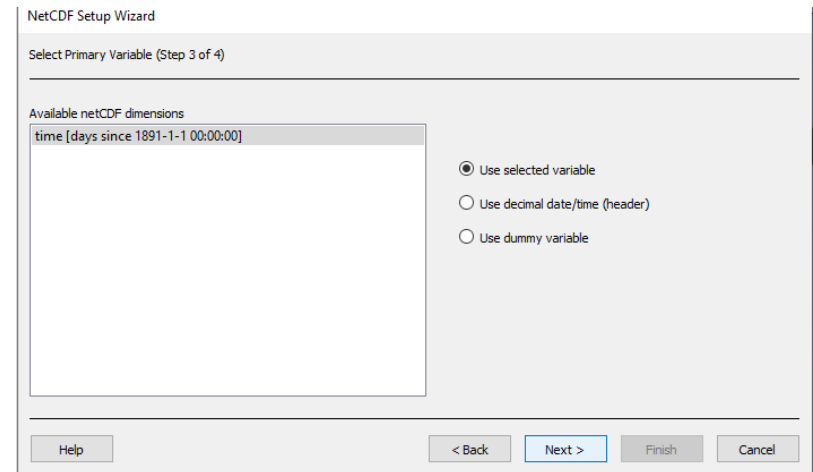 NetCDF Setup Wizard
Select Primary Variable (Step 3 of 4)
Available netCDF dimensions
time [days since 1891-1-1 00:00:00]
Use selected variable
Use decimal date/time (header)
Use dummy variable
Help
< Back
Next >
Finish
Cancel